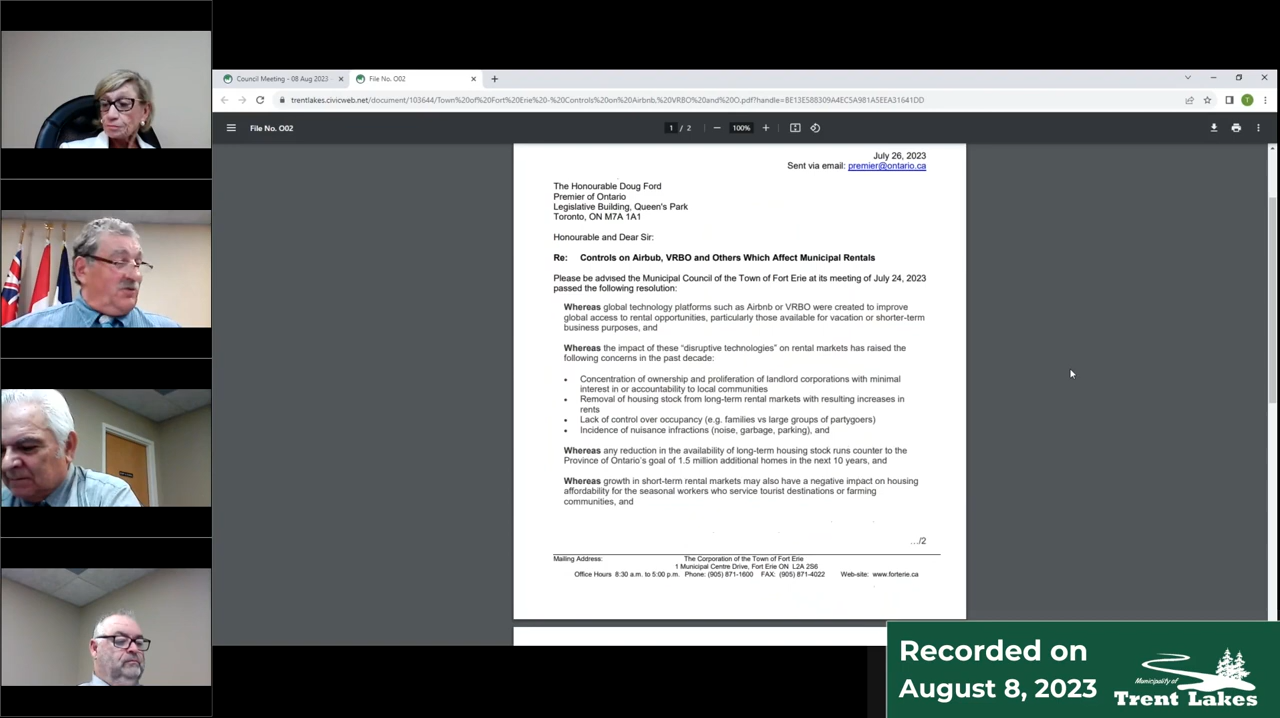 Council Meeting - 08 Aug 2023
File No. O02
trentlakes.civicweb.net/document/103644/Town%20of%20Fort%20Erie%20-%20Controls%20on%20Airbnb,%20VRBO%20and%20O.pdf?handle=8E13E588309A4EC5A981A5EEA31641DD
T
File No. O02
1 / 2
100%
July 26, 2023
Sent via email: premier@ontario.ca
The Honourable Doug Ford
Premier of Ontario
Legislative Building, Queen's Park
Toronto, ON M7A 1A1
Honourable and Dear Sir:
Re: Controls on Airbub, VRBO and Others Which Affect Municipal Rentals
Please be advised the Municipal Council of the Town of Fort Erie at its meeting of July 24, 2023
passed the following resolution:
Whereas global technology platforms such as Airbnb or VRBO were created to improve
global access to rental opportunities, particularly those available for vacation or shorter-term
business purposes, and
Whereas the impact of these “disruptive technologies” on rental markets has raised the
following concerns in the past decade:
• Concentration of ownership and proliferation of landlord corporations with minimal
interest in or accountability to local communities
• Removal of housing stock from long-term rental markets with resulting increases in
rents
• Lack of control over occupancy (e.g. families vs large groups of partygoers)
• Incidence of nuisance infractions (noise, garbage, parking), and
Whereas any reduction in the availability of long-term housing stock runs counter to the
Province of Ontario's goal of 1.5 million additional homes in the next 10 years, and
Whereas growth in short-term rental markets may also have a negative impact on housing
affordability for the seasonal workers who service tourist destinations or farming
communities, and
.../2
Mailing Address: The Corporation of the Town of Fort Erie
1 Municipal Centre Drive, Fort Erie ON L2A 2S6
Office Hours 8:30 a.m. to 5:00 p.m. Phone: (905) 871-1600 FAX: (905) 871-4022 Web-site: www.forterie.ca
Recorded on
August 8, 2023
Municipality of
Trent Lakes